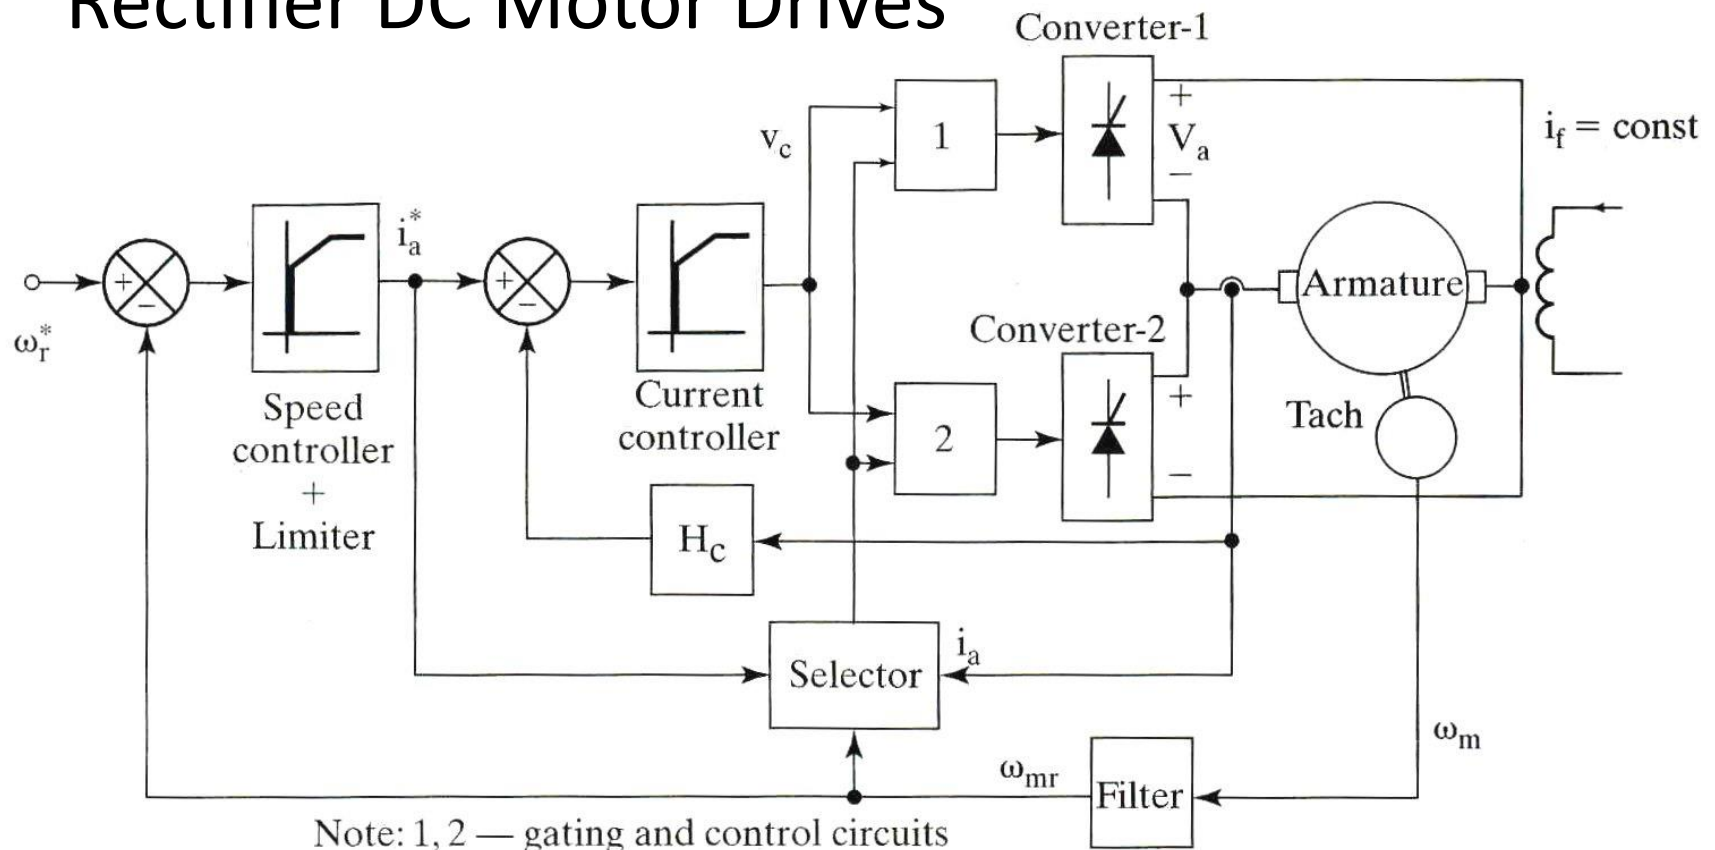 Rectifier DC Motor Drives
Converter-1
+
V_a
−
i_f = const
v_c
1
i_a^*
+
−
ω_r^*
+
−
Armature
Converter-2
+
−
2
Tach
Speed
controller
+
Limiter
Current
controller
H_c
Selector
i_a
ω_m
ω_mr
Filter
Note: 1, 2 — gating and control circuits